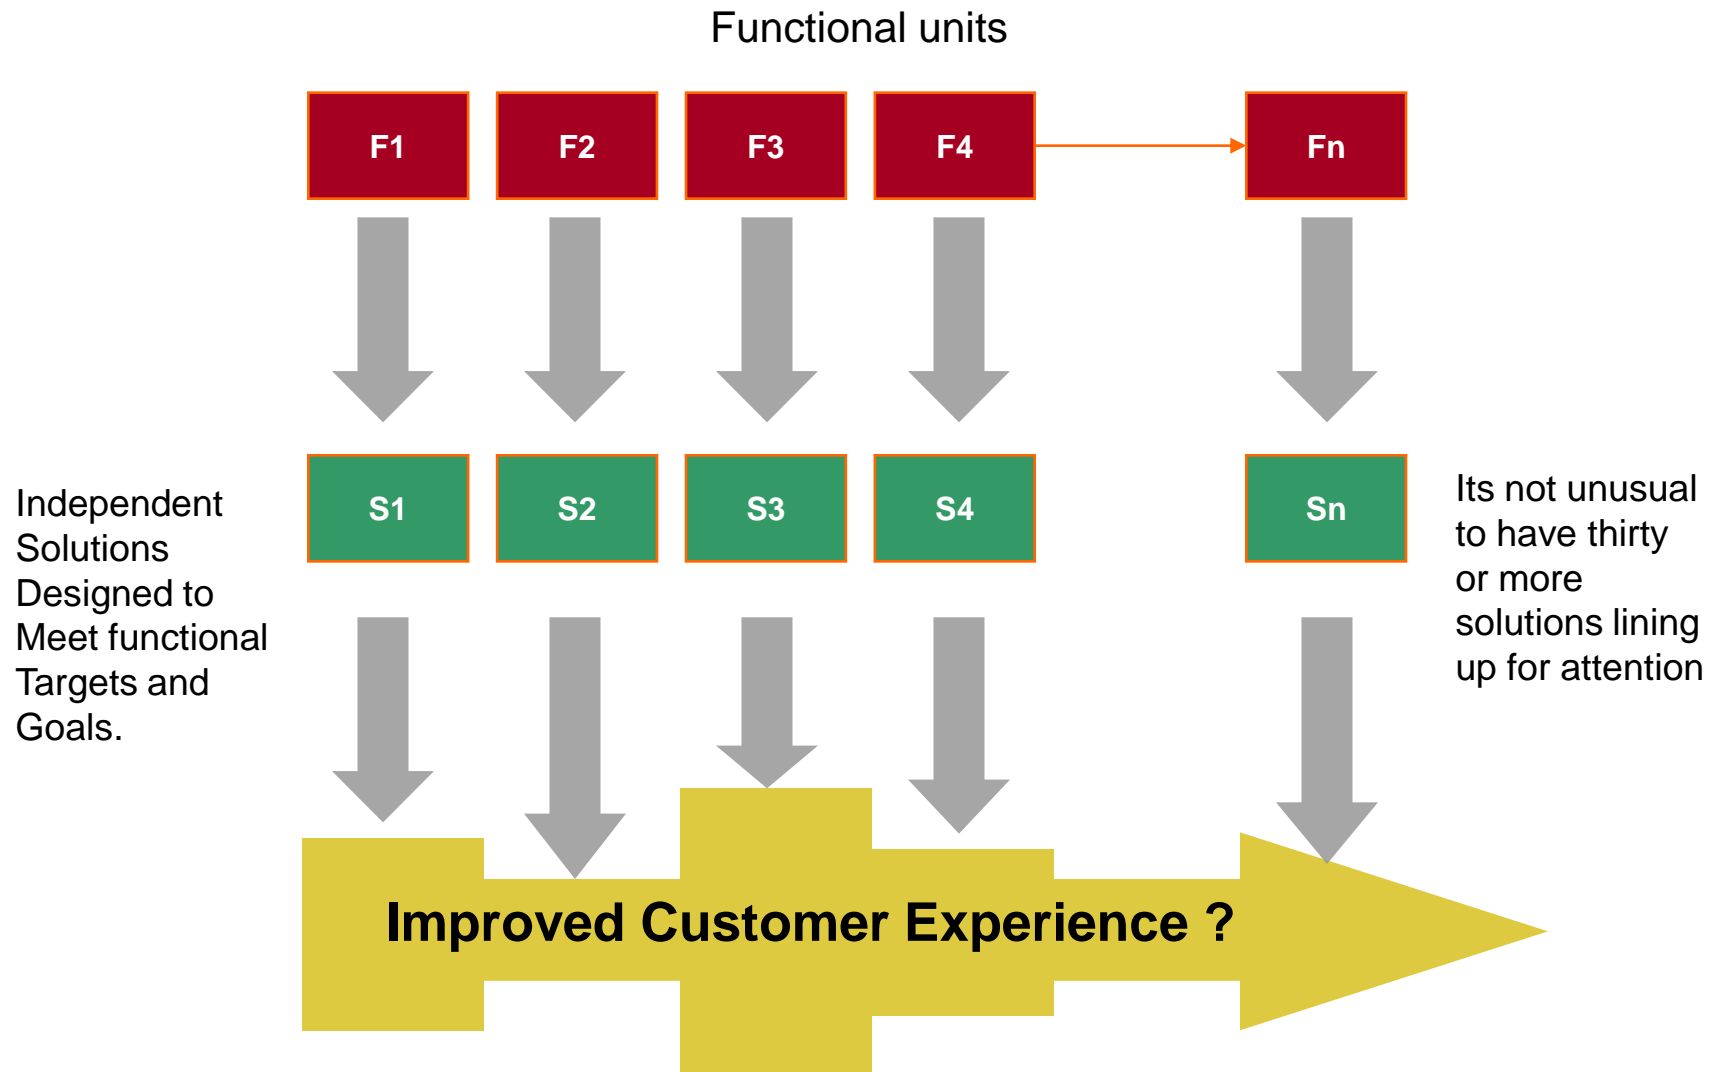 Functional units
F1
F2
F3
F4
Fn
S1
S2
S3
S4
Sn
Independent
Solutions
Designed to
Meet functional
Targets and
Goals.
Its not unusual
to have thirty
or more
solutions lining
up for attention
Improved Customer Experience ?